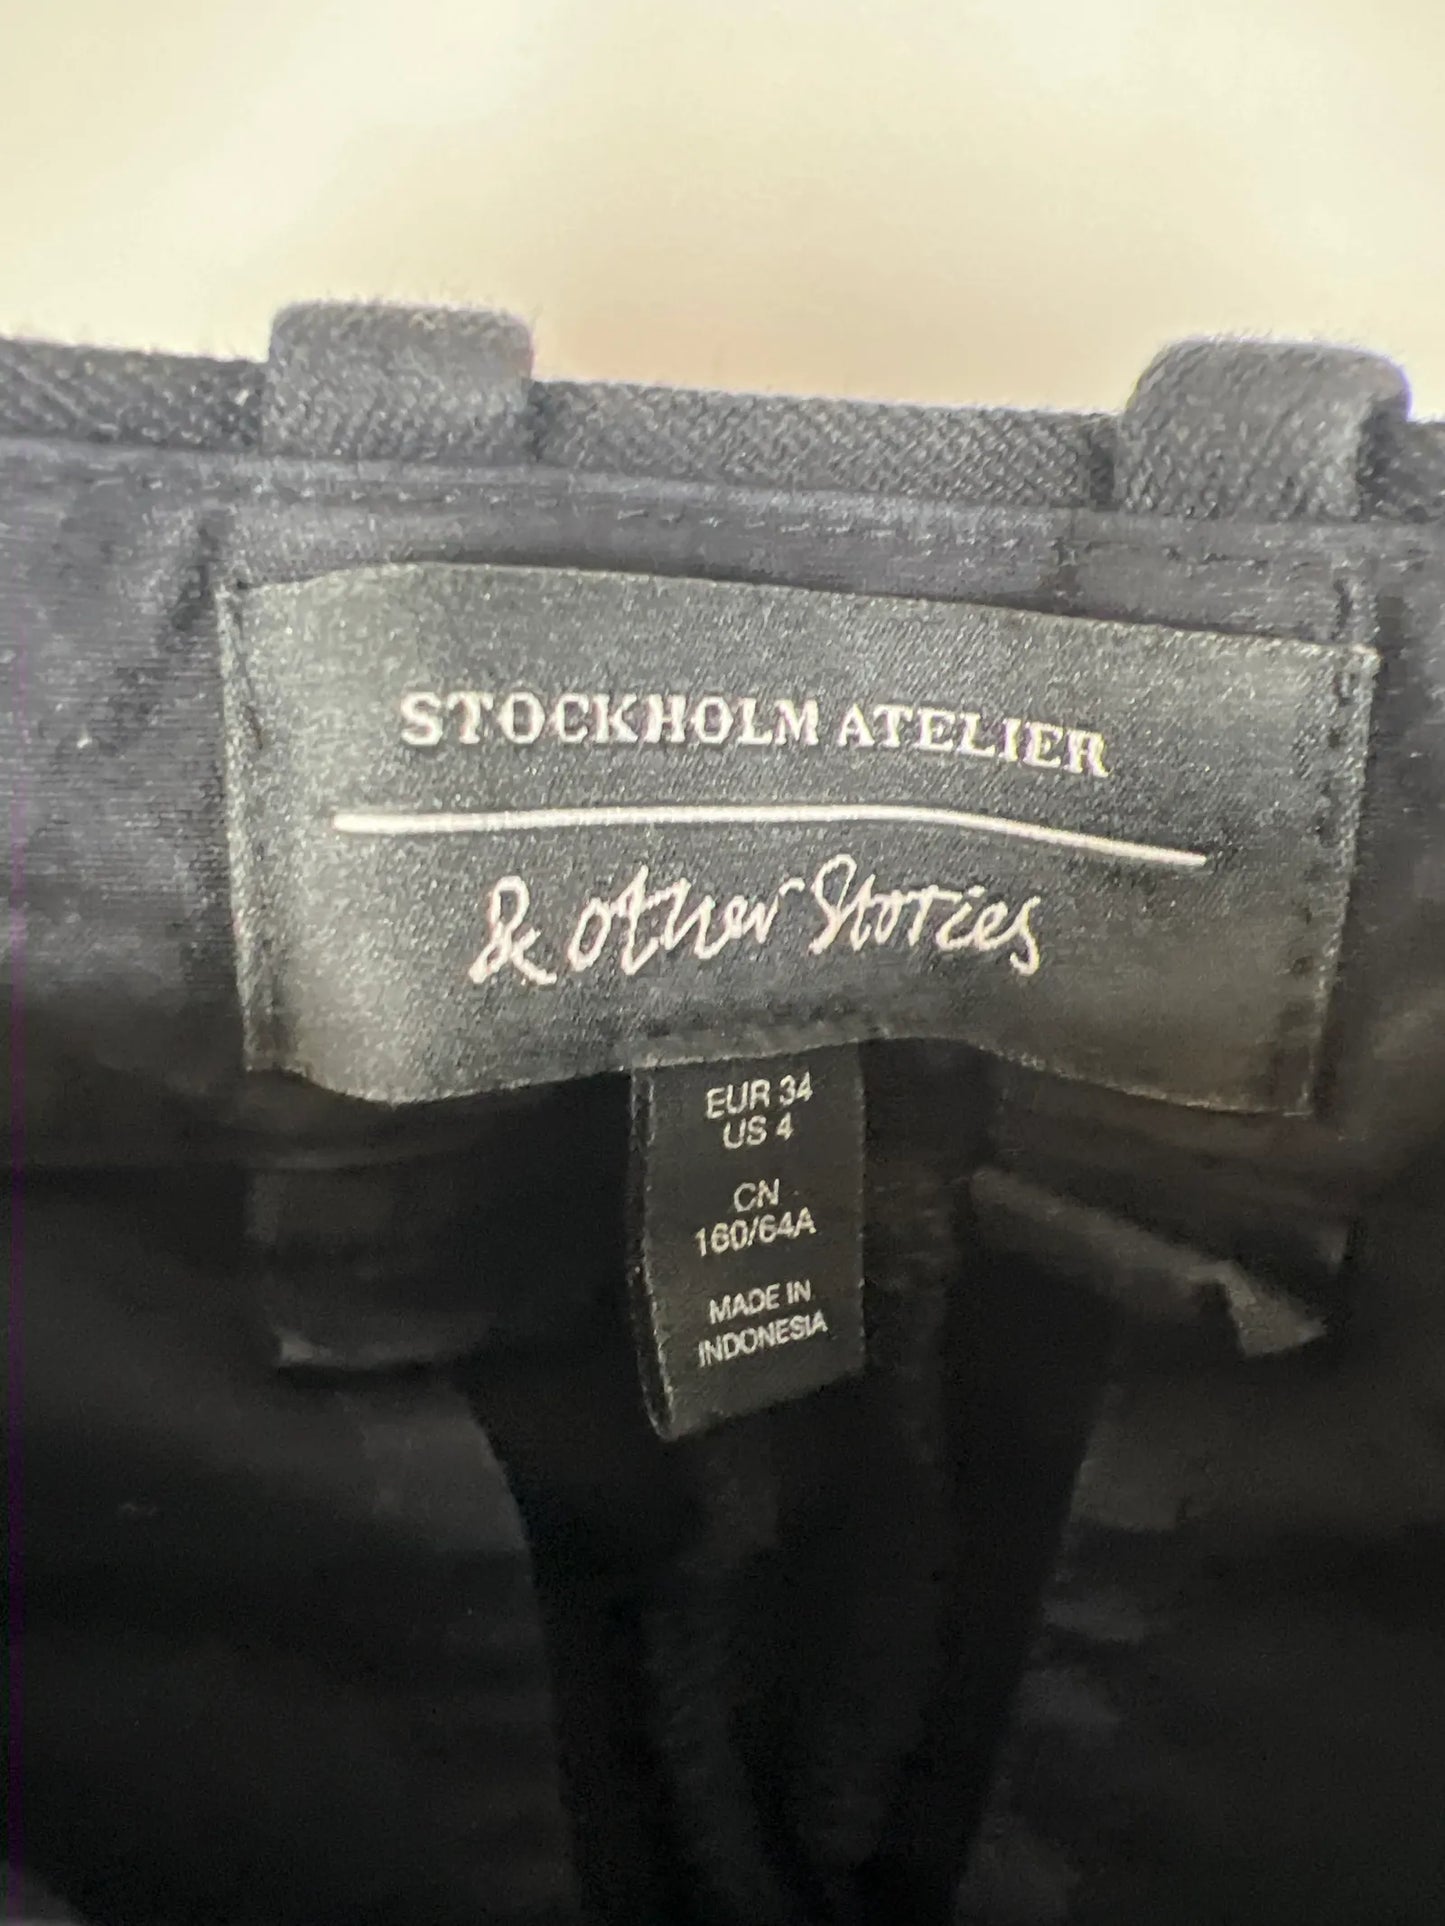 STOCKHOLM ATELIER
& other Stories
EUR 34
US 4
CN
160/64A
MADE IN
INDONESIA